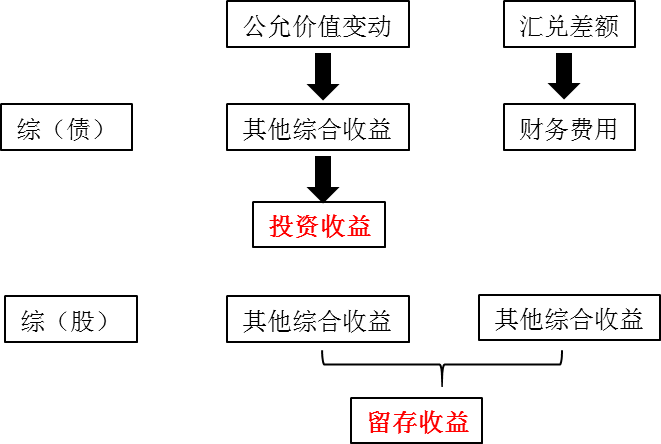 公允价值变动
汇兑差额
综（债）
其他综合收益
财务费用
投资收益
综（股）
其他综合收益
其他综合收益
留存收益